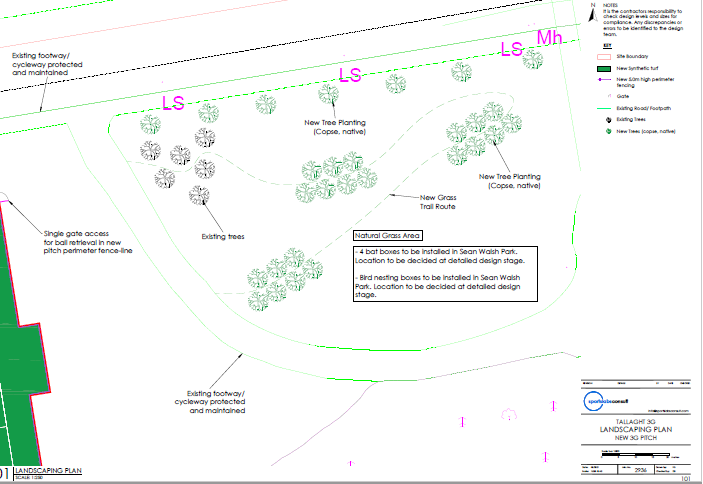 NOTES
It is the contractors responsibility to
check design levels and sizes for
compliance. Any discrepancies or
errors to be identified to the design
team.
KEY
Site Boundary
New Synthetic turf
New 5.0m high perimeter
fencing
Gate
Existing Road/ Footpath
Existing Trees
New Trees (copse, native)
Existing footway/
cycleway protected
and maintained
LS
LS
LS
Mh
New Tree Planting
(Copse, native)
New Tree Planting
(Copse, native)
New Grass
Trail Route
Single gate access
for ball retrieval in new
pitch perimeter fence-line
Existing trees
Natural Grass Area
- 4 bat boxes to be installed in Sean Walsh Park.
Location to be decided at detailed design stage.
- Bird nesting boxes to be installed in Sean Walsh
Park. Location to be decided at detailed design
stage.
Existing footway/
cycleway protected
and maintained
01 LANDSCAPING PLAN
sportslabsconsult
TALLAGHT 3G
LANDSCAPING PLAN
NEW 3G PITCH
2936
101